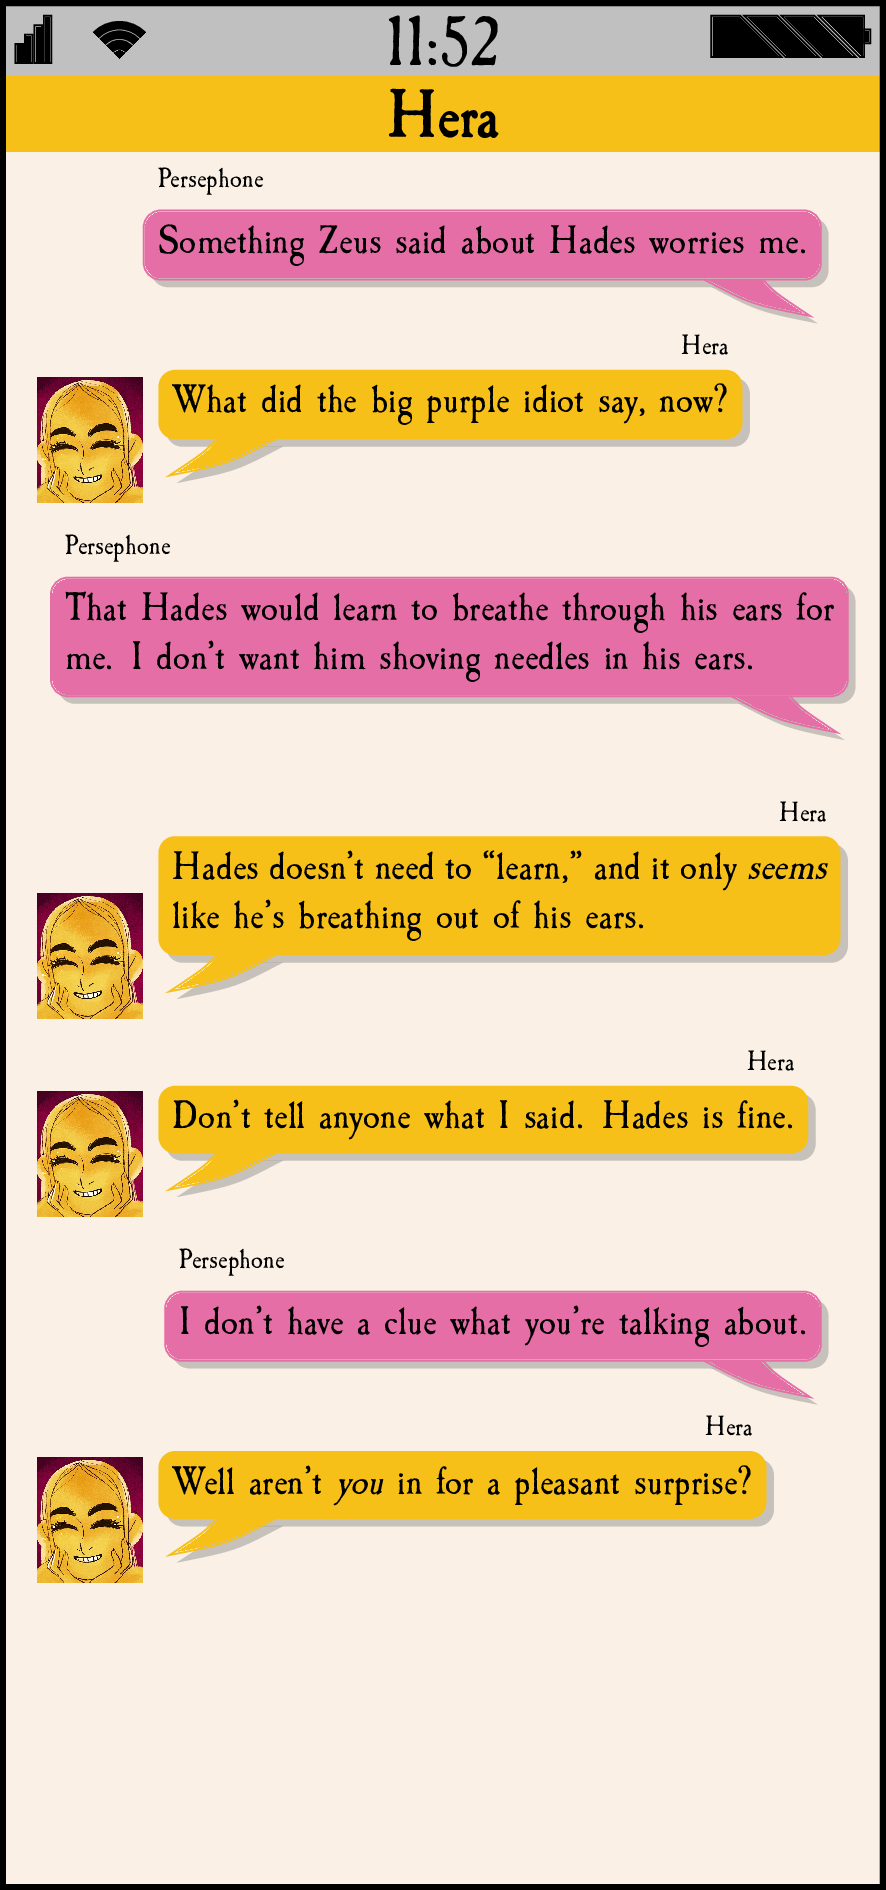 11:52
Hera
Persephone
Something Zeus said about Hades worries me.
Hera
What did the big purple idiot say, now?
Persephone
That Hades would learn to breathe through his ears for
me. I don't want him shoving needles in his ears.
Hera
Hades doesn't need to “learn,” and it only seems
like he's breathing out of his ears.
Hera
Don't tell anyone what I said. Hades is fine.
Persephone
I don't have a clue what you're talking about.
Hera
Well aren't you in for a pleasant surprise?